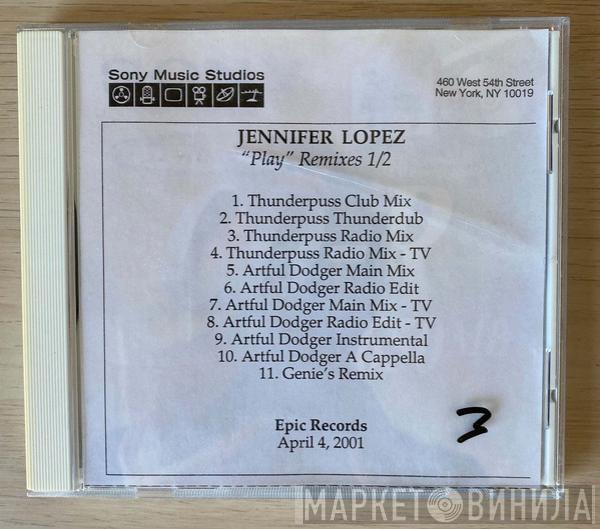 Sony Music Studios
460 West 54th Street
New York, NY 10019
JENNIFER LOPEZ
“Play” Remixes 1/2
1. Thunderpuss Club Mix
2. Thunderpuss Thunderdub
3. Thunderpuss Radio Mix
4. Thunderpuss Radio Mix - TV
5. Artful Dodger Main Mix
6. Artful Dodger Radio Edit
7. Artful Dodger Main Mix - TV
8. Artful Dodger Radio Edit - TV
9. Artful Dodger Instrumental
10. Artful Dodger A Cappella
11. Genie's Remix
Epic Records
April 4, 2001
3
МАРКЕТ ВИНИЛА